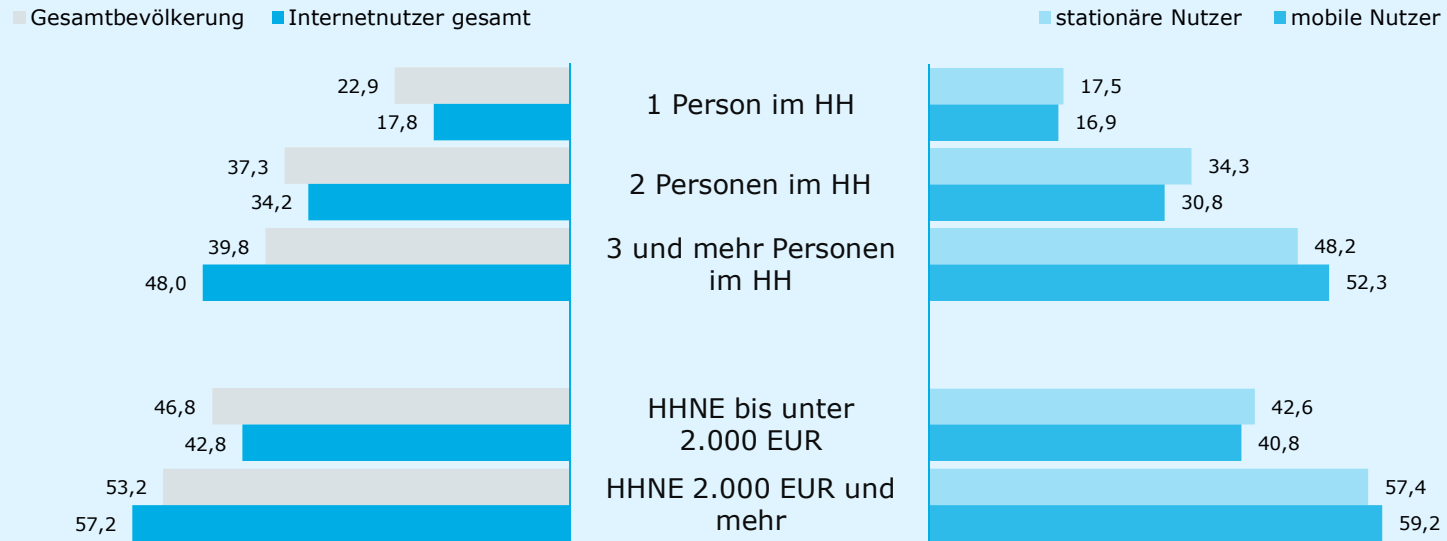 Gesamtbevölkerung Internetnutzer gesamt
stationäre Nutzer mobile Nutzer
22,9
17,8
1 Person im HH
17,5
16,9
37,3
34,2
2 Personen im HH
34,3
30,8
39,8
48,0
3 und mehr Personen
im HH
48,2
52,3
46,8
42,8
HHNE bis unter
2.000 EUR
42,6
40,8
53,2
57,2
HHNE 2.000 EUR und
mehr
57,4
59,2